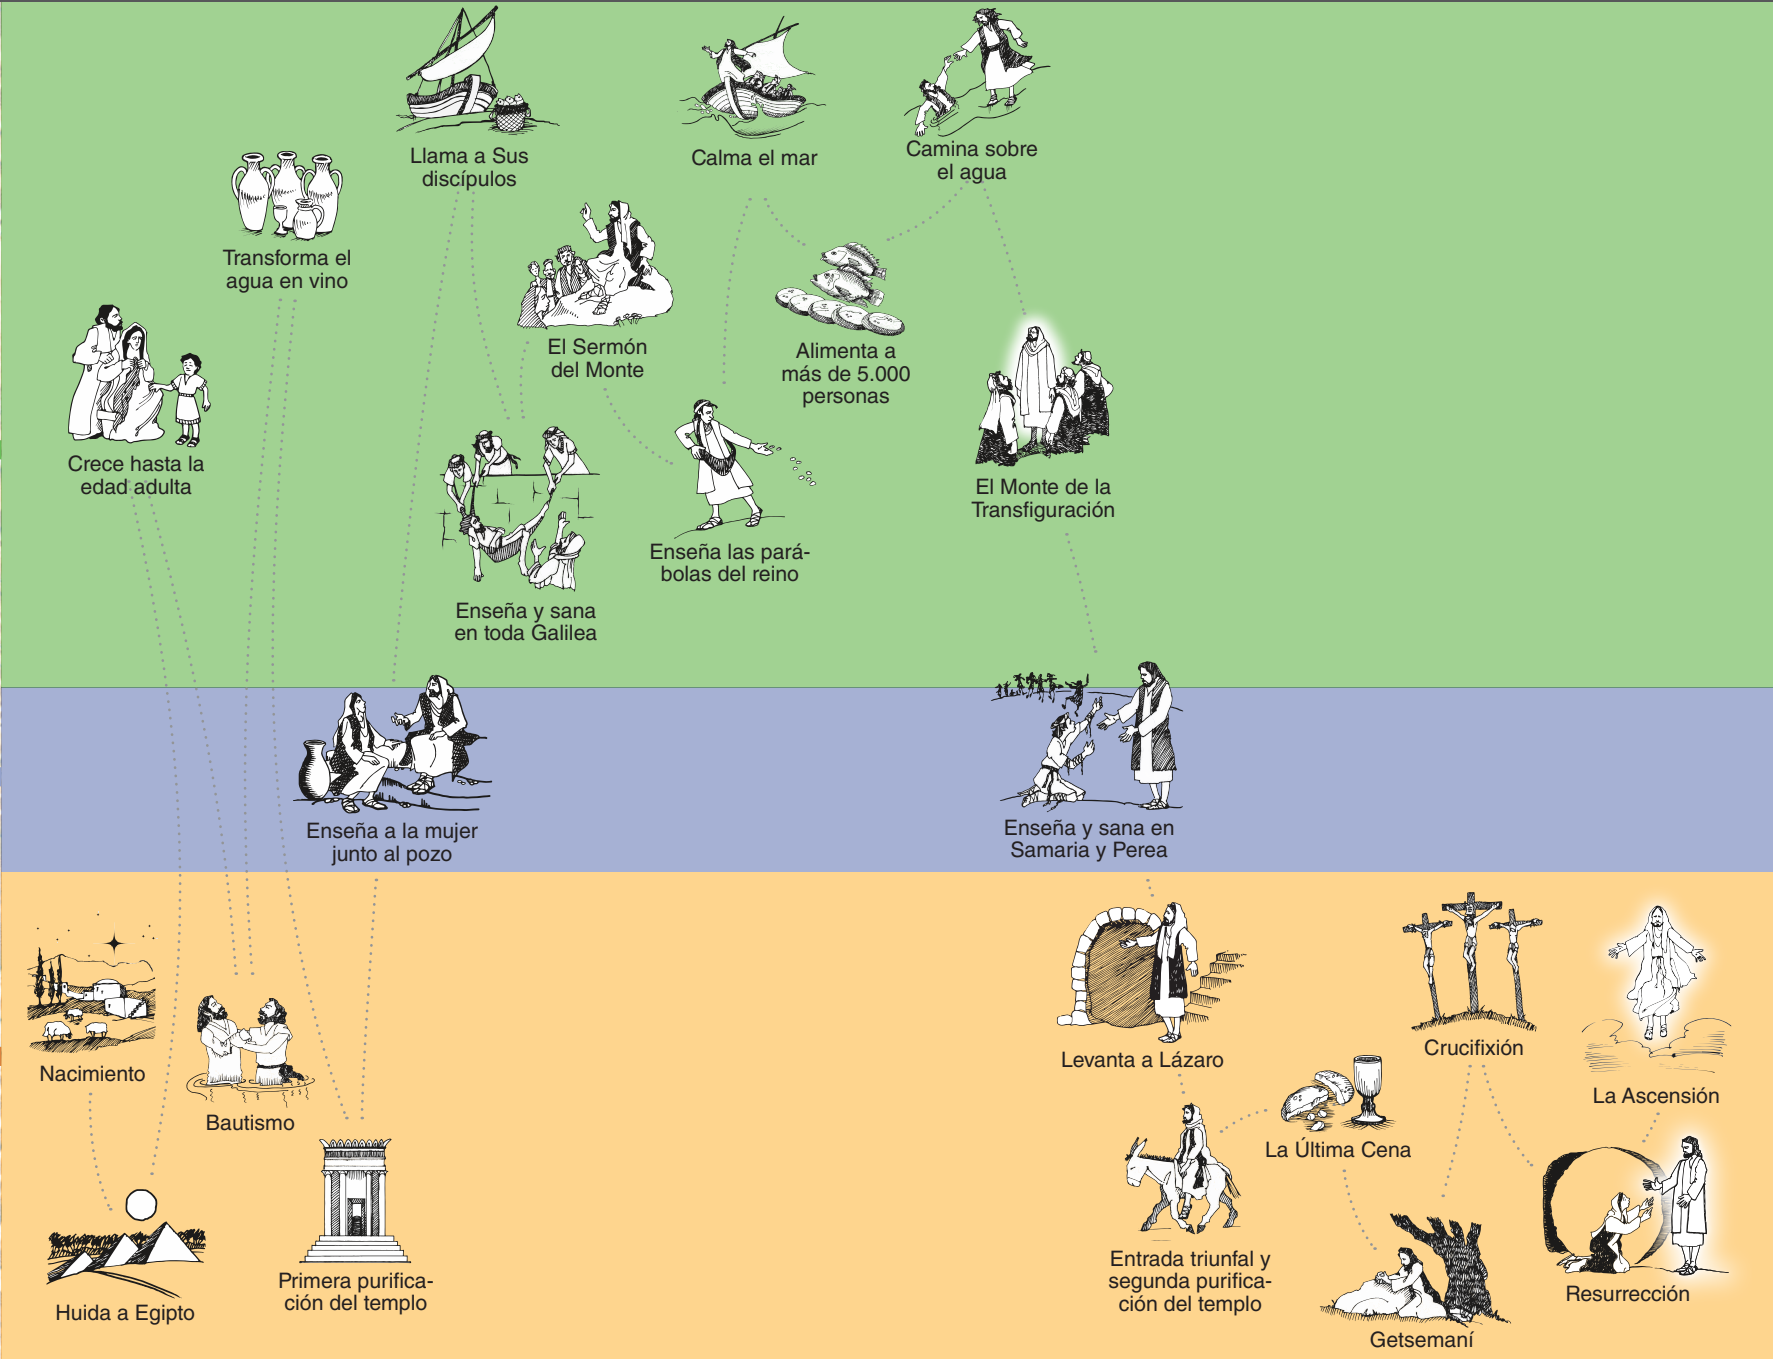 Llama a Sus
discípulos
Calma el mar
Camina sobre
el agua
Transforma el
agua en vino
El Sermón
del Monte
Alimenta a
más de 5.000
personas
Crece hasta la
edad adulta
El Monte de la
Transfiguración
Enseña las pará-
bolas del reino
Enseña y sana
en toda Galilea
Enseña a la mujer
junto al pozo
Enseña y sana en
Samaria y Perea
Nacimiento
Bautismo
Levanta a Lázaro
Crucifixión
La Ascensión
La Última Cena
Huida a Egipto
Primera purifica-
ción del templo
Entrada triunfal y
segunda purifica-
ción del templo
Getsemaní
Resurrección